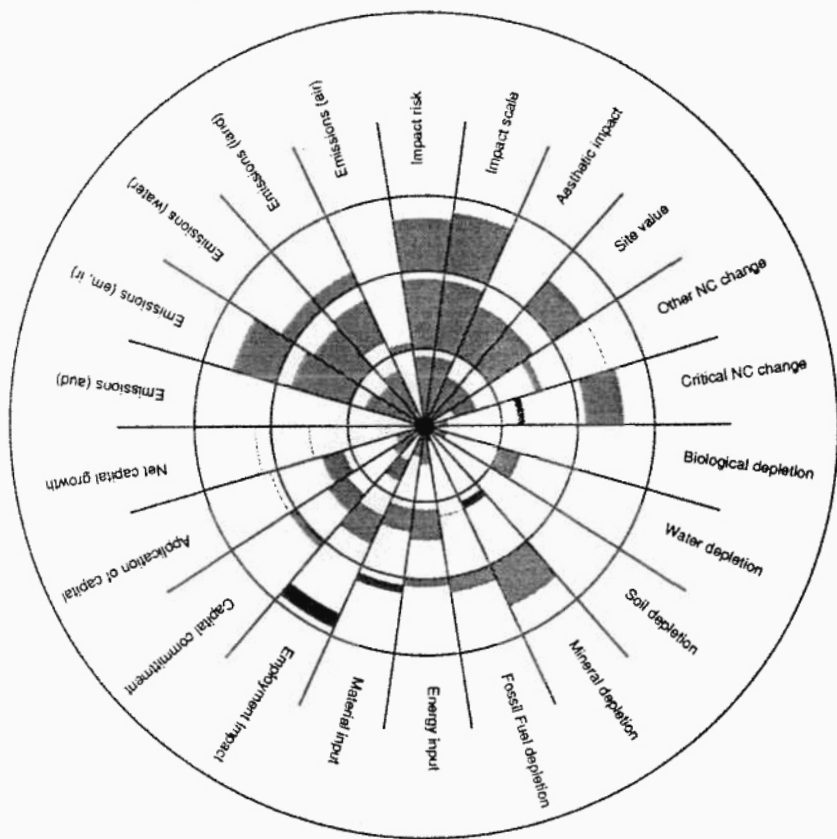 Impact risk
Impact scale
Aesthatic impact
Site value
Other NC change
Critical NC change
Biological depletion
Water depletion
Soil depletion
Mineral depletion
Fossil Fuel depletion
Energy input
Material input
Employment impact
Capital committment
Application of capital
Net capital growth
Emissions (aud)
Emissions (em, ir)
Emissions (water)
Emissions (land)
Emissions (air)